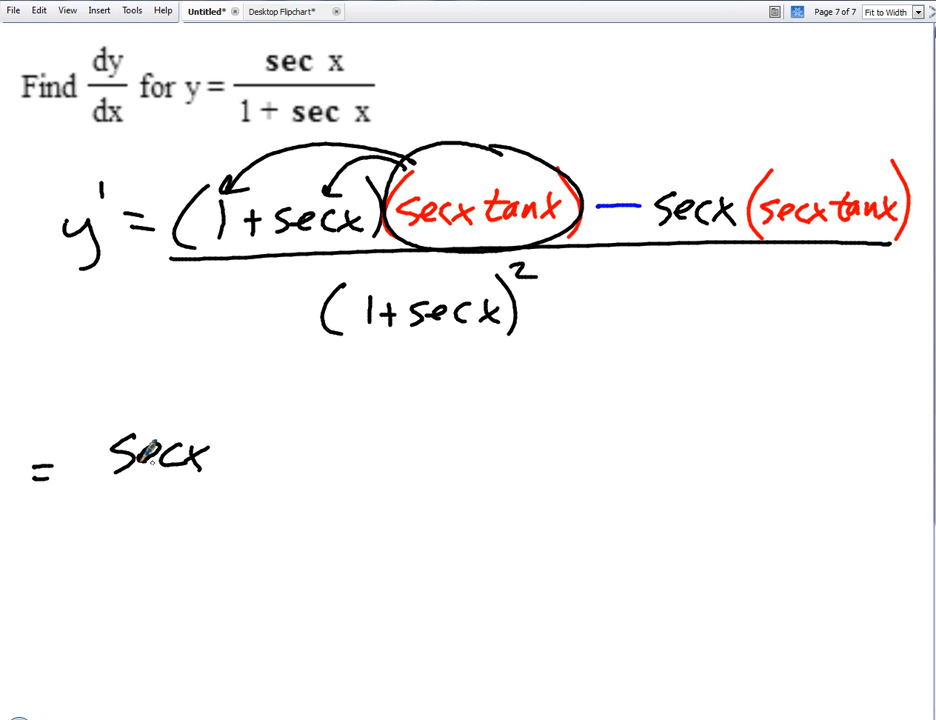 File Edit View Insert Tools Help Untitled* Desktop Flipchart* Page 7 of 7 Fit to Width
Find dy/dx for y = sec x / 1 + sec x
y' = (1 + secx)(secx tanx) — secx (secx tanx)
(1+secx)²
= secx